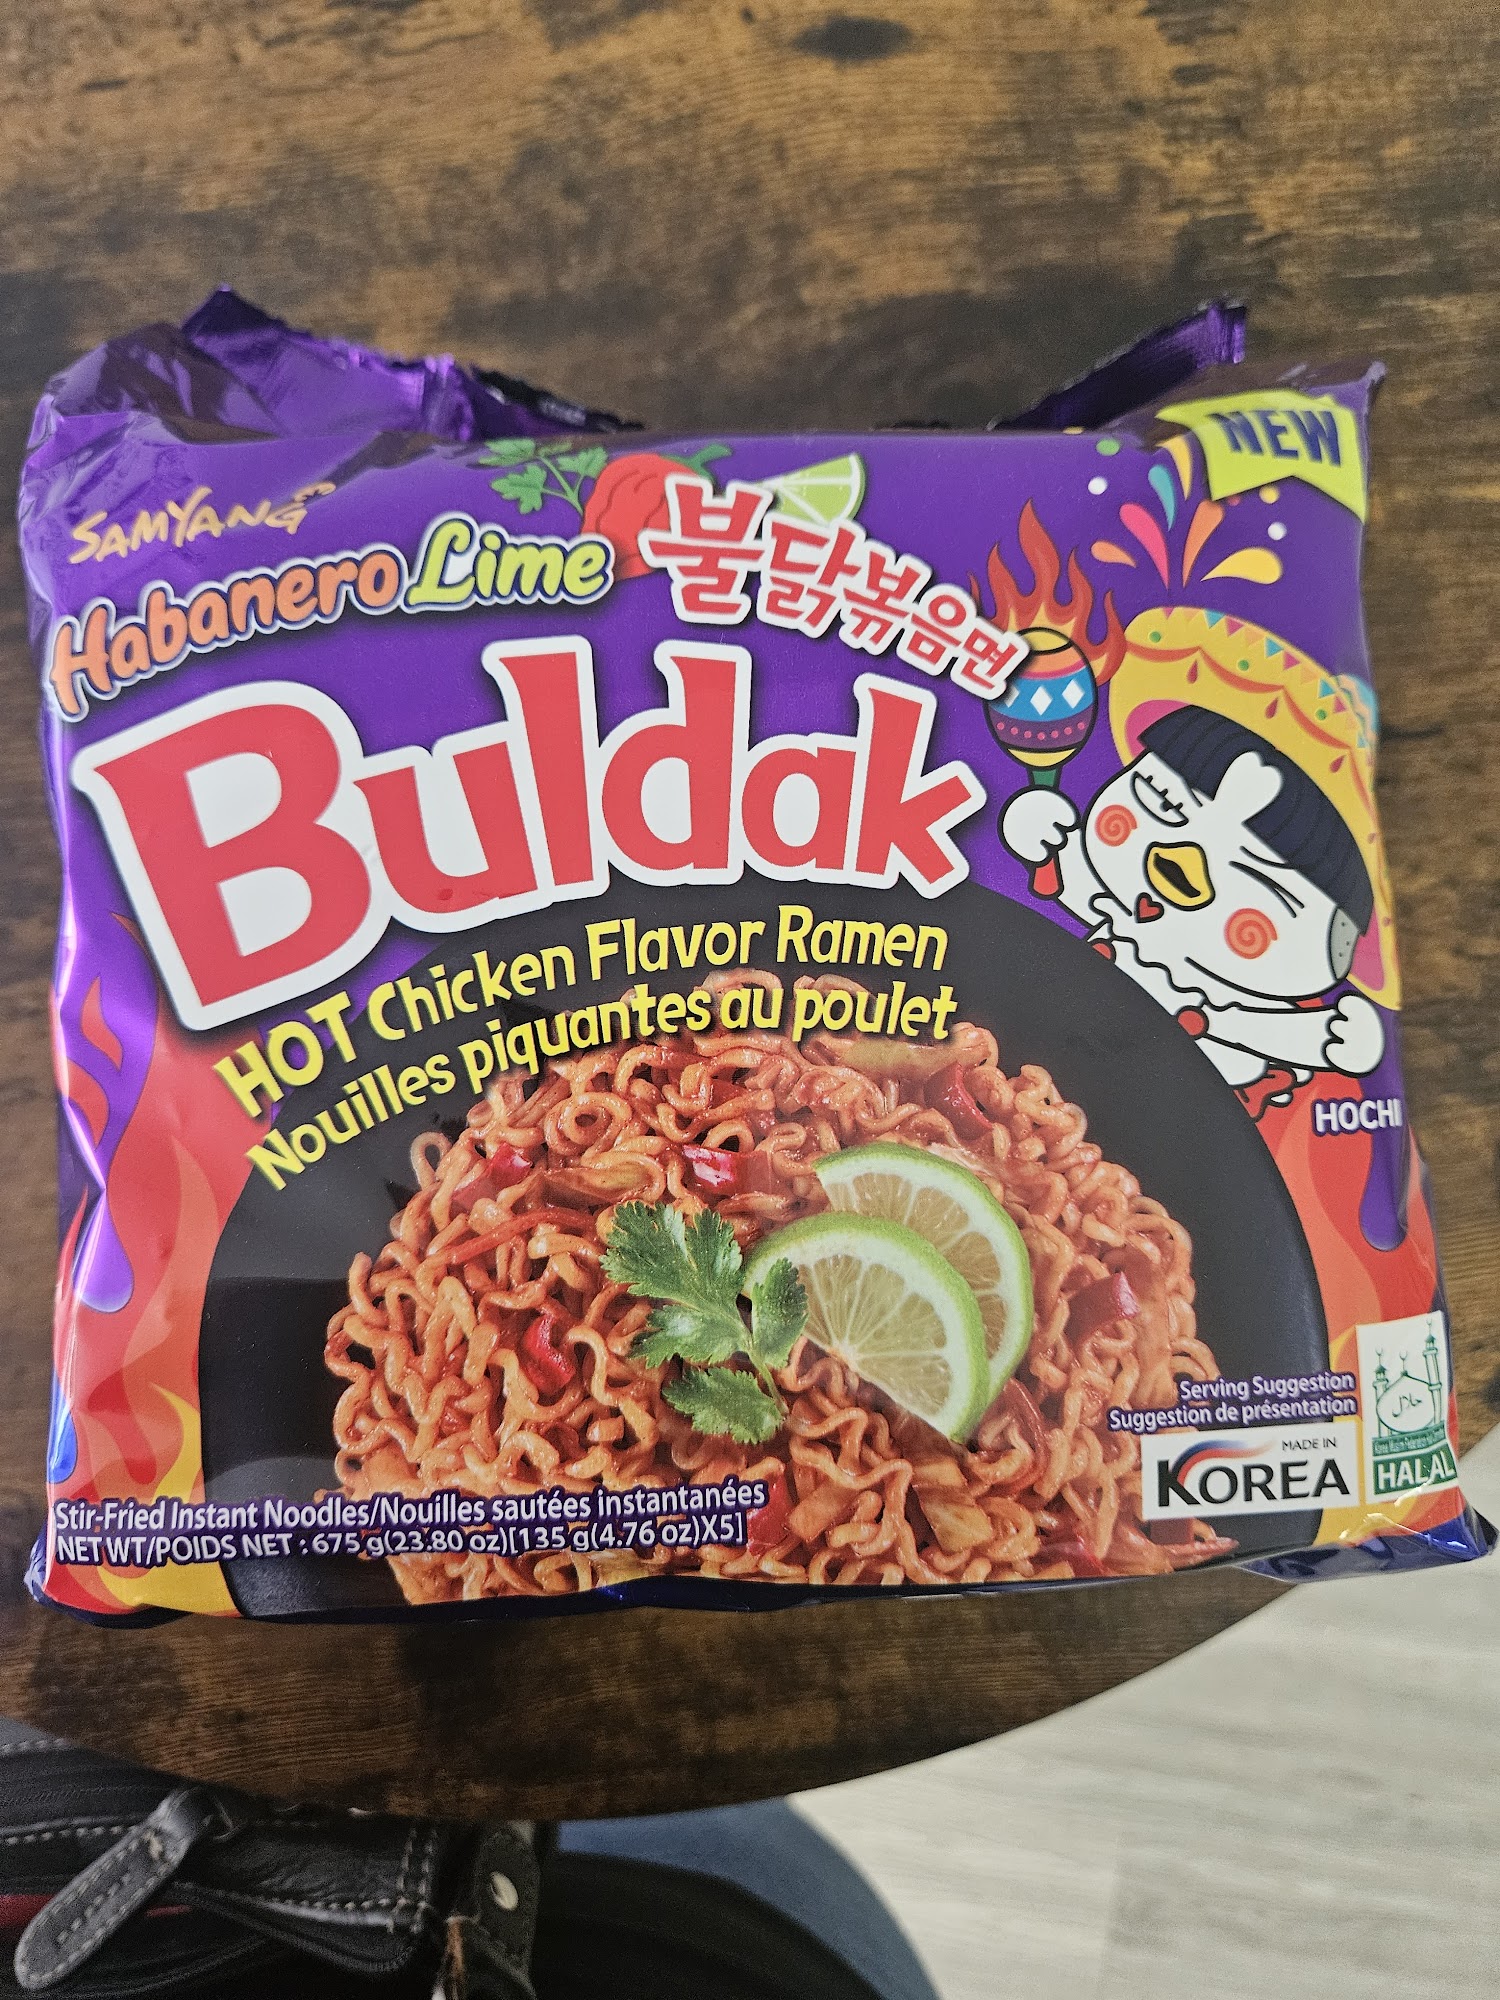 NEW
SAMYANG
Habanero Lime
불닭볶음면
Buldak
HOT Chicken Flavor Ramen
Nouilles piquantes au poulet
HOCHI
Serving Suggestion
Suggestion de présentation
MADE IN
KOREA
حلال
HALAL
Stir-Fried Instant Noodles/Nouilles sautées instantanées
NET WT/POIDS NET : 675 g(23.80 oz)[135 g(4.76 oz)X5]